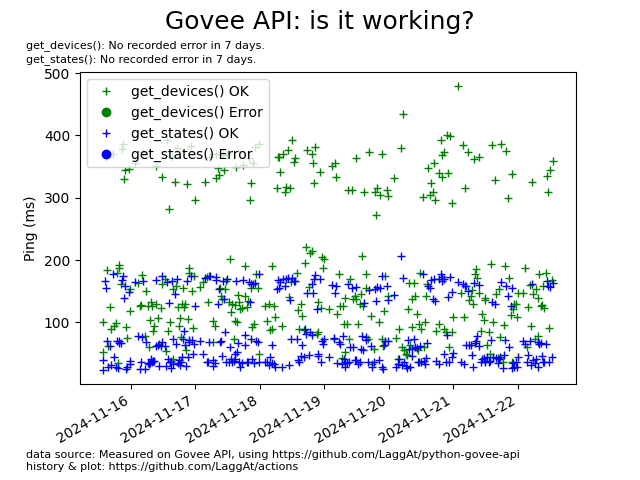 Govee API: is it working?
get_devices(): No recorded error in 7 days.
get_states(): No recorded error in 7 days.
get_devices() OK
get_devices() Error
get_states() OK
get_states() Error
Ping (ms)
500
400
300
200
100
2024-11-16
2024-11-17
2024-11-18
2024-11-19
2024-11-20
2024-11-21
2024-11-22
data source: Measured on Govee API, using https://github.com/LaggAt/python-govee-api
history & plot: https://github.com/LaggAt/actions